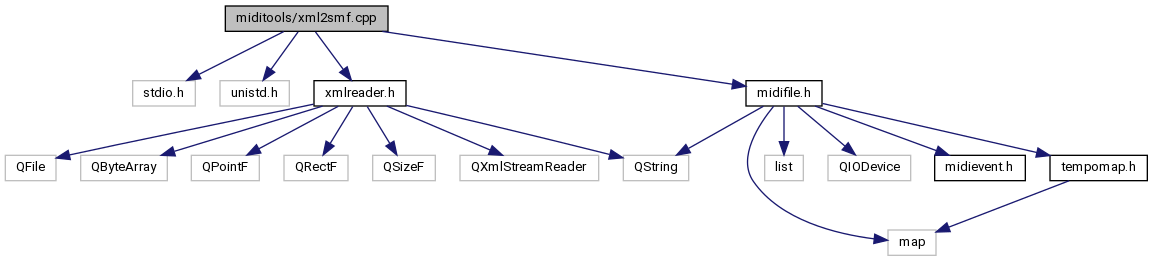 miditools/xml2smf.cpp
stdio.h
unistd.h
xmlreader.h
midifile.h
QFile
QByteArray
QPointF
QRectF
QSizeF
QXmlStreamReader
QString
list
QIODevice
midievent.h
tempomap.h
map